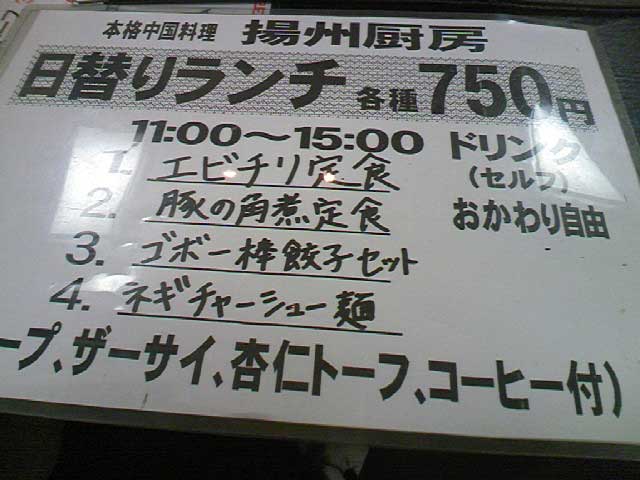 本格中国料理 揚州厨房
日替りランチ 各種 750円
11:00~15:00 ドリンク
(セルフ)
おかわり自由
1. エビチリ定食
2. 豚の角煮定食
3. ゴボー棒餃子セット
4. ネギチャーシュー麺
ープ、ザーサイ、杏仁トーフ、コーヒー付)